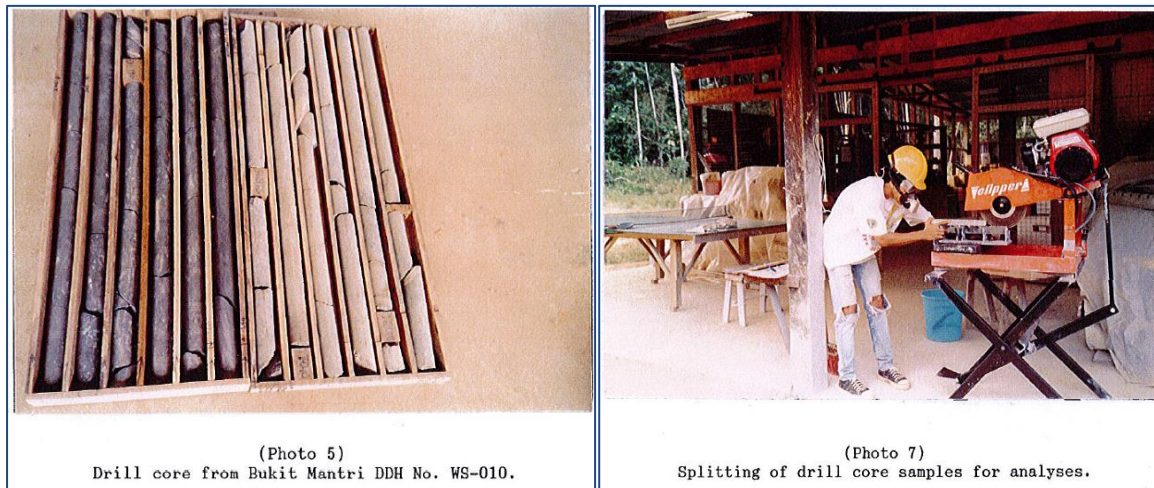 Clipper
(Photo 5)
Drill core from Bukit Mantri DDH No. WS-010.
(Photo 7)
Splitting of drill core samples for analyses.